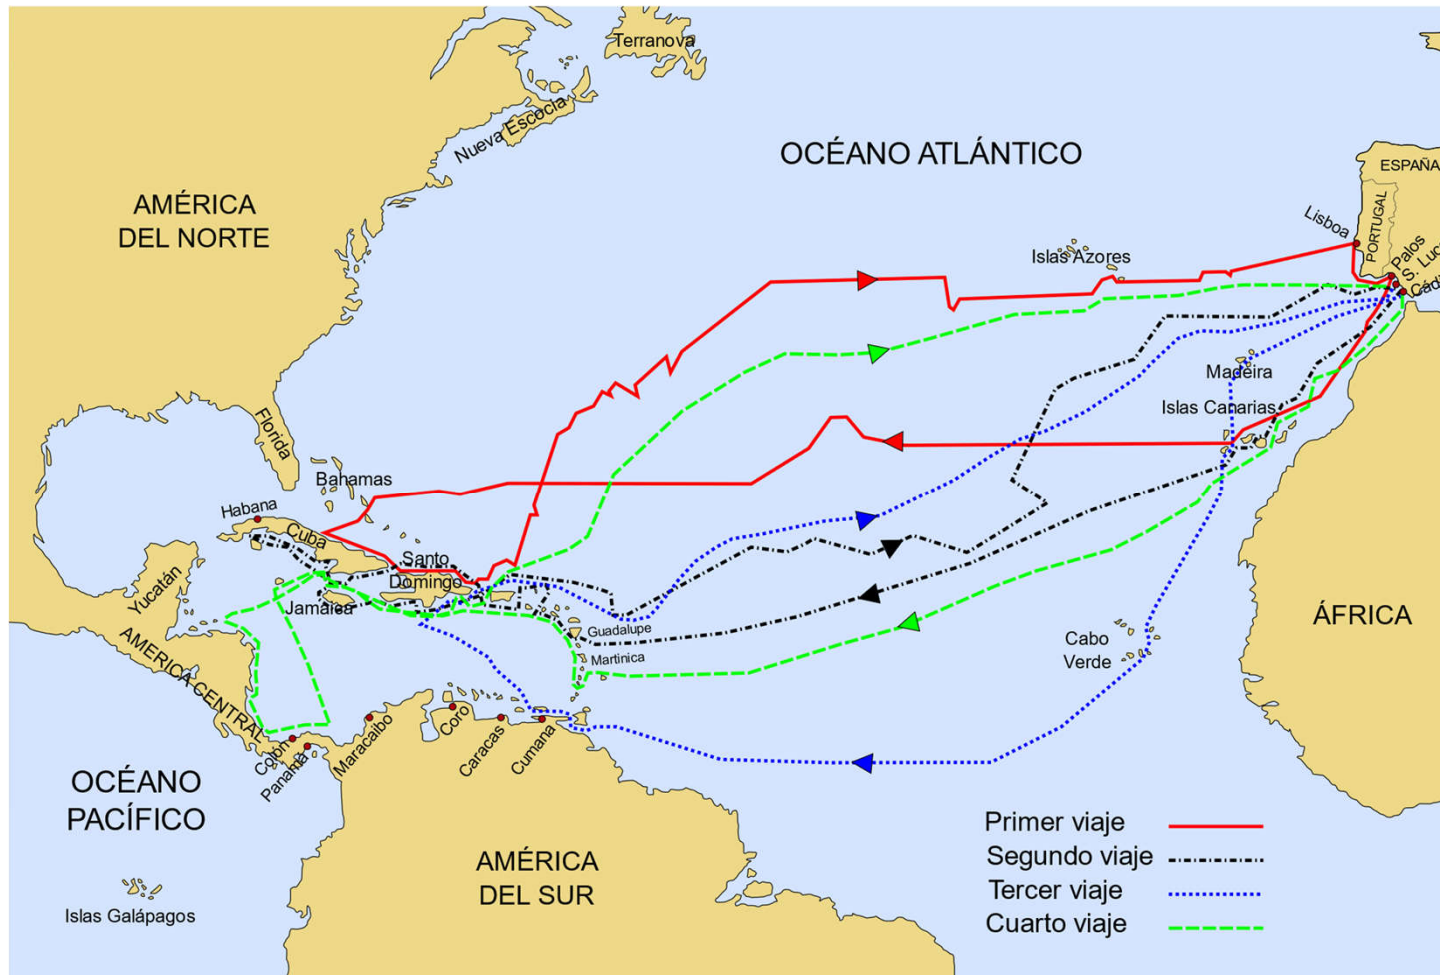 Terranova
Nueva Escocia
OCÉANO ATLÁNTICO
ESPAÑA
PORTUGAL
Lisboa
Palos
AMÉRICA
DEL NORTE
Islas Azores
Madeira
Islas Canarias
Florida
Bahamas
Habana
Cuba
Santo
Domingo
Yucatán
Jamaica
Guadalupe
Martinica
ÁFRICA
Cabo
Verde
AMÉRICA CENTRAL
Colón
Panamá
Maracaibo
Coro
Caracas
Cumana
OCÉANO
PACÍFICO
AMÉRICA
DEL SUR
Islas Galápagos
Primer viaje
Segundo viaje
Tercer viaje
Cuarto viaje